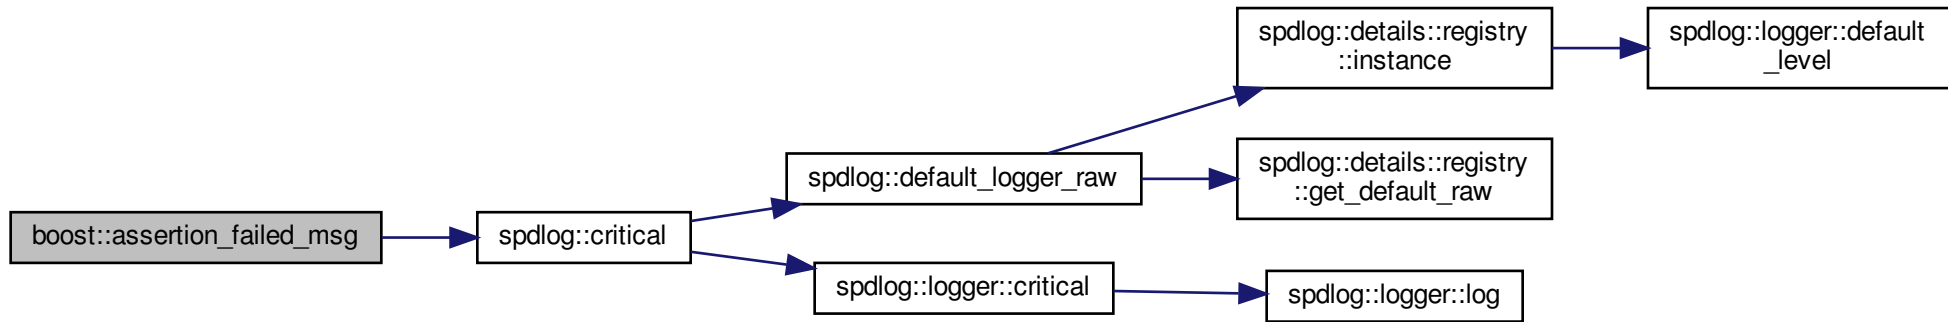 boost::assertion_failed_msg
spdlog::critical
spdlog::default_logger_raw
spdlog::details::registry
::instance
spdlog::logger::default
_level
spdlog::details::registry
::get_default_raw
spdlog::logger::critical
spdlog::logger::log